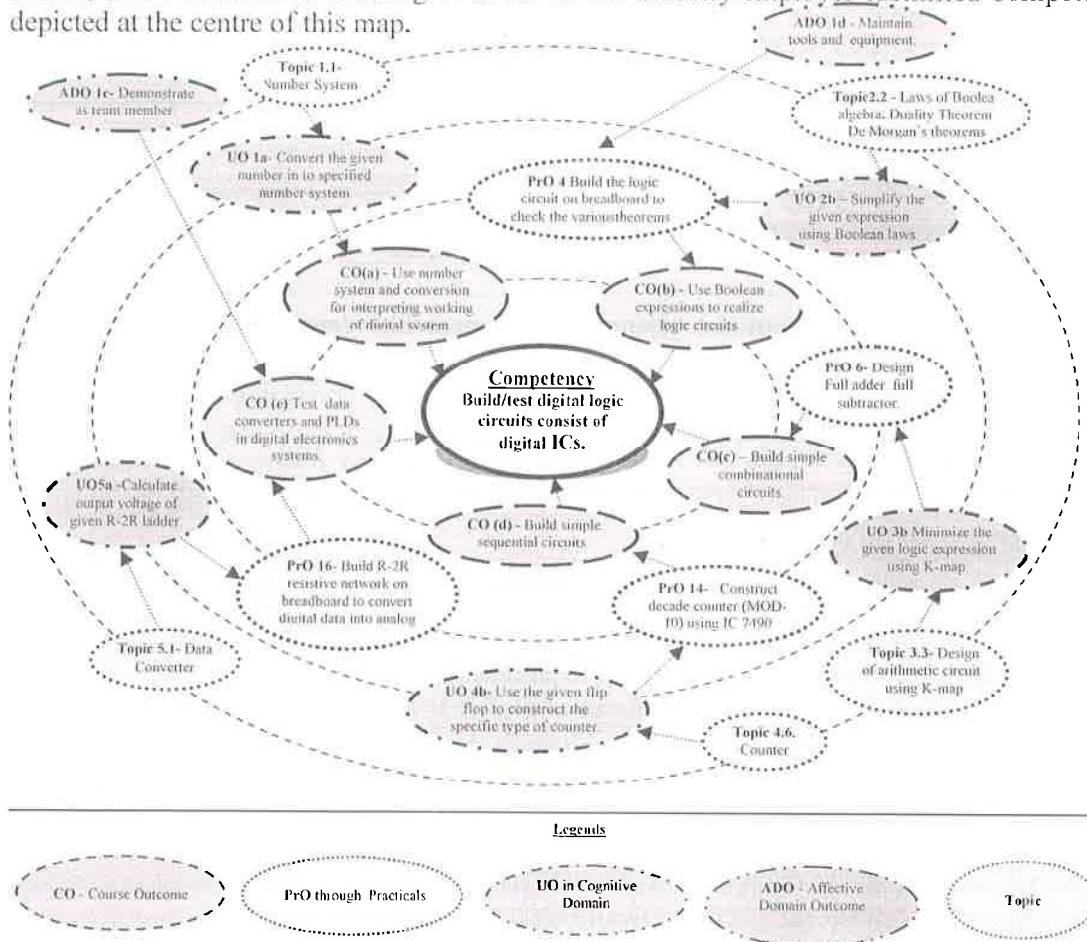 depicted at the centre of this map.
ADO 1d - Maintain
tools and equipment.
Topic 1.1-
Number System
ADO 1c- Demonstrate
as team member
Topic2.2 - Laws of Boolea
algebra, Duality Theorem
De Morgan's theorems
UO 1a- Convert the given
number in to specified
number system
PrO 4 Build the logic
circuit on breadboard to
check the varioustheorems
UO 2b – Simplify the
given expression
using Boolean laws
CO(a) - Use number
system and conversion
for interpreting working
of digital system
CO(b) - Use Boolean
expressions to realize
logic circuits
PrO 6- Design
Full adder full
subtractor.
Competency
Build/test digital logic
circuits consist of
digital ICs.
CO (e) Test data
converters and PLDs
in digital electronics
systems.
CO(c) - Build simple
combinational
circuits
UO5a -Calculate
output voltage of
given R-2R ladder
CO (d) - Build simple
sequential circuits
UO 3b Minimize the
given logic expression
using K-map
PrO 16- Build R-2R
resistive network on
breadboard to convert
digital data into analog
PrO 14- Construct
decade counter (MOD-
10) using IC 7490
Topic 5.1- Data
Converter
Topic 3.3- Design
of arithmetic circuit
using K-map
UO 4b- Use the given flip
flop to construct the
specific type of counter
Topic 4.6.
Counter
Legends
CO - Course Outcome
PrO through Practicals
UO in Cognitive
Domain
ADO - Affective
Domain Outcome
Topic